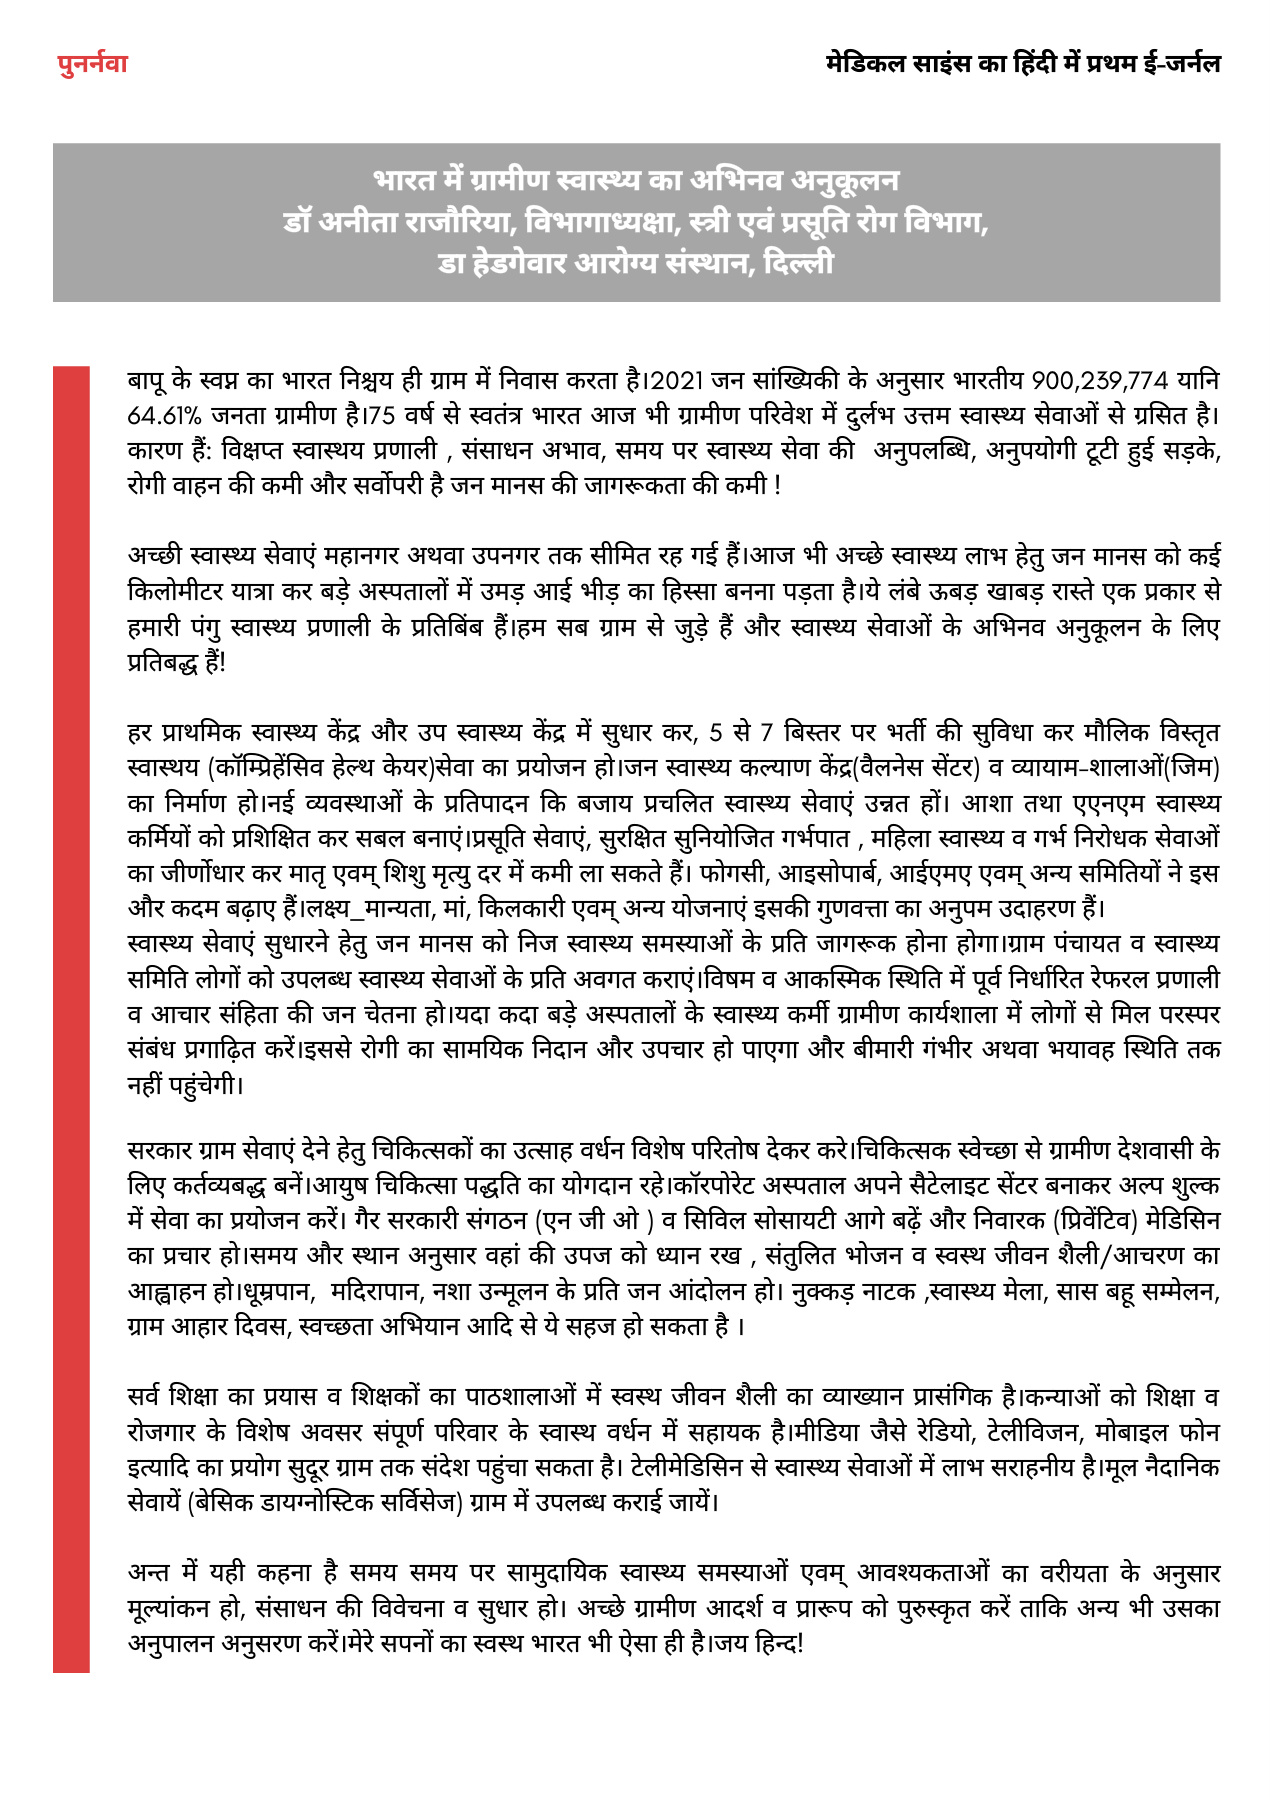 पुनर्नवा
मेडिकल साइंस का हिंदी में प्रथम ई-जर्नल
भारत में ग्रामीण स्वास्थ्य का अभिनव अनुकूलन
डॉ अनीता राजौरिया, विभागाध्यक्षा, स्त्री एवं प्रसूति रोग विभाग,
डा हेडगेवार आरोग्य संस्थान, दिल्ली
बापू के स्वप्न का भारत निश्चय ही ग्राम में निवास करता है।2021 जन सांख्यिकी के अनुसार भारतीय 900,239,774 यानि
64.61% जनता ग्रामीण है।75 वर्ष से स्वतंत्र भारत आज भी ग्रामीण परिवेश में दुर्लभ उत्तम स्वास्थ्य सेवाओं से ग्रसित है।
कारण हैं: विक्षप्त स्वास्थय प्रणाली , संसाधन अभाव, समय पर स्वास्थ्य सेवा की  अनुपलब्धि, अनुपयोगी टूटी हुई सड़के,
रोगी वाहन की कमी और सर्वोपरी है जन मानस की जागरूकता की कमी !
अच्छी स्वास्थ्य सेवाएं महानगर अथवा उपनगर तक सीमित रह गई हैं।आज भी अच्छे स्वास्थ्य लाभ हेतु जन मानस को कई
किलोमीटर यात्रा कर बड़े अस्पतालों में उमड़ आई भीड़ का हिस्सा बनना पड़ता है।ये लंबे ऊबड़ खाबड़ रास्ते एक प्रकार से
हमारी पंगु स्वास्थ्य प्रणाली के प्रतिबिंब हैं।हम सब ग्राम से जुड़े हैं और स्वास्थ्य सेवाओं के अभिनव अनुकूलन के लिए
प्रतिबद्ध हैं!
हर प्राथमिक स्वास्थ्य केंद्र और उप स्वास्थ्य केंद्र में सुधार कर, 5 से 7 बिस्तर पर भर्ती की सुविधा कर मौलिक विस्तृत
स्वास्थय (कॉम्प्रिहेंसिव हेल्थ केयर)सेवा का प्रयोजन हो।जन स्वास्थ्य कल्याण केंद्र(वैलनेस सेंटर) व व्यायाम-शालाओं(जिम)
का निर्माण हो।नई व्यवस्थाओं के प्रतिपादन कि बजाय प्रचलित स्वास्थ्य सेवाएं उन्नत हों। आशा तथा एएनएम स्वास्थ्य
कर्मियों को प्रशिक्षित कर सबल बनाएं।प्रसूति सेवाएं, सुरक्षित सुनियोजित गर्भपात , महिला स्वास्थ्य व गर्भ निरोधक सेवाओं
का जीर्णोधार कर मातृ एवम् शिशु मृत्यु दर में कमी ला सकते हैं। फोगसी, आइसोपार्ब, आईएमए एवम् अन्य समितियों ने इस
और कदम बढ़ाए हैं।लक्ष्य_मान्यता, मां, किलकारी एवम् अन्य योजनाएं इसकी गुणवत्ता का अनुपम उदाहरण हैं।
स्वास्थ्य सेवाएं सुधारने हेतु जन मानस को निज स्वास्थ्य समस्याओं के प्रति जागरूक होना होगा।ग्राम पंचायत व स्वास्थ्य
समिति लोगों को उपलब्ध स्वास्थ्य सेवाओं के प्रति अवगत कराएं।विषम व आकस्मिक स्थिति में पूर्व निर्धारित रेफरल प्रणाली
व आचार संहिता की जन चेतना हो।यदा कदा बड़े अस्पतालों के स्वास्थ्य कर्मी ग्रामीण कार्यशाला में लोगों से मिल परस्पर
संबंध प्रगाढ़ित करें।इससे रोगी का सामयिक निदान और उपचार हो पाएगा और बीमारी गंभीर अथवा भयावह स्थिति तक
नहीं पहुंचेगी।
सरकार ग्राम सेवाएं देने हेतु चिकित्सकों का उत्साह वर्धन विशेष परितोष देकर करे।चिकित्सक स्वेच्छा से ग्रामीण देशवासी के
लिए कर्तव्यबद्ध बनें।आयुष चिकित्सा पद्धति का योगदान रहे।कॉरपोरेट अस्पताल अपने सैटेलाइट सेंटर बनाकर अल्प शुल्क
में सेवा का प्रयोजन करें। गैर सरकारी संगठन (एन जी ओ ) व सिविल सोसायटी आगे बढ़ें और निवारक (प्रिवेंटिव) मेडिसिन
का प्रचार हो।समय और स्थान अनुसार वहां की उपज को ध्यान रख , संतुलित भोजन व स्वस्थ जीवन शैली/आचरण का
आह्वाहन हो।धूम्रपान,  मदिरापान, नशा उन्मूलन के प्रति जन आंदोलन हो। नुक्कड़ नाटक ,स्वास्थ्य मेला, सास बहू सम्मेलन,
ग्राम आहार दिवस, स्वच्छता अभियान आदि से ये सहज हो सकता है ।
सर्व शिक्षा का प्रयास व शिक्षकों का पाठशालाओं में स्वस्थ जीवन शैली का व्याख्यान प्रासंगिक है।कन्याओं को शिक्षा व
रोजगार के विशेष अवसर संपूर्ण परिवार के स्वास्थ वर्धन में सहायक है।मीडिया जैसे रेडियो, टेलीविजन, मोबाइल फोन
इत्यादि का प्रयोग सुदूर ग्राम तक संदेश पहुंचा सकता है। टेलीमेडिसिन से स्वास्थ्य सेवाओं में लाभ सराहनीय है।मूल नैदानिक
सेवायें (बेसिक डायग्नोस्टिक सर्विसेज) ग्राम में उपलब्ध कराई जायें।
अन्त में यही कहना है समय समय पर सामुदायिक स्वास्थ्य समस्याओं एवम् आवश्यकताओं का वरीयता के अनुसार
मूल्यांकन हो, संसाधन की विवेचना व सुधार हो। अच्छे ग्रामीण आदर्श व प्रारूप को पुरुस्कृत करें ताकि अन्य भी उसका
अनुपालन अनुसरण करें।मेरे सपनों का स्वस्थ भारत भी ऐसा ही है।जय हिन्द!